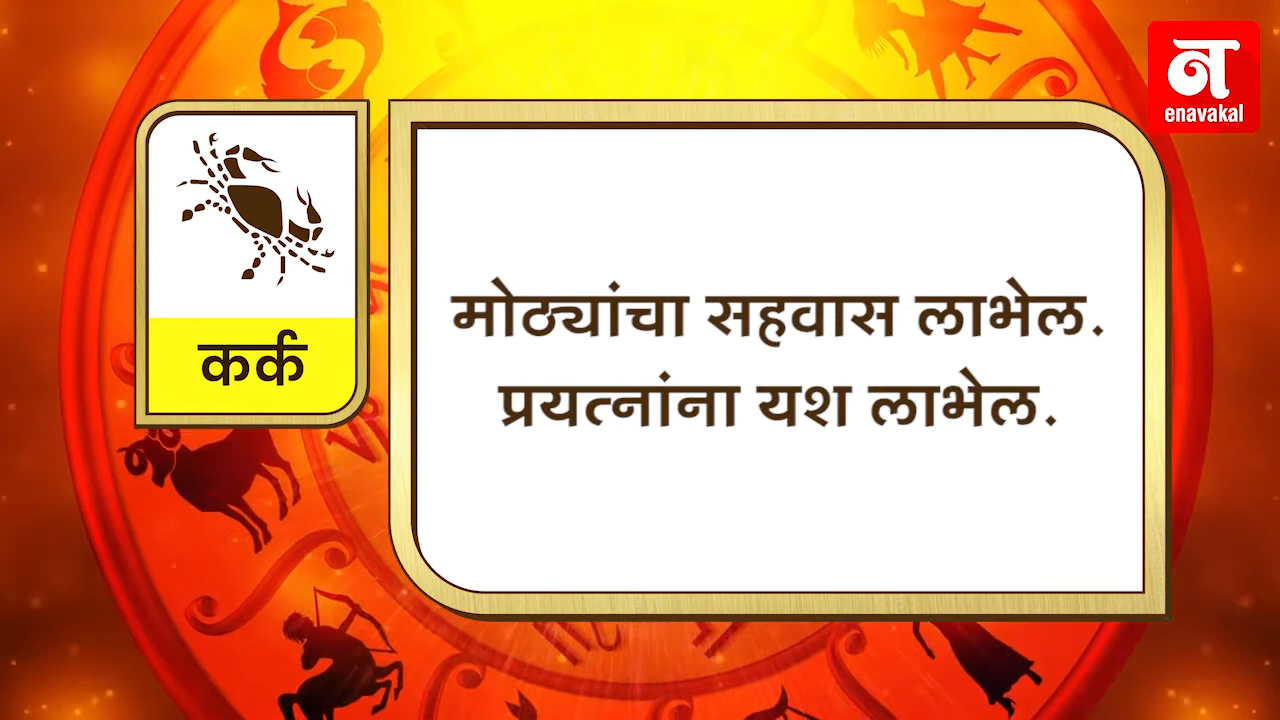 न
enavakal
कर्क
मोठ्यांचा सहवास लाभेल.
प्रयत्नांना यश लाभेल.